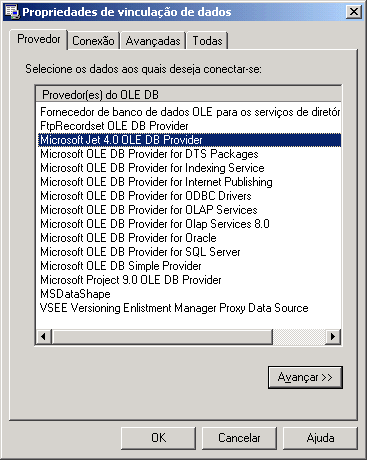 Propriedades de vinculação de dados
Provedor Conexão Avançadas Todas
Selecione os dados aos quais deseja conectar-se:
Provedor(es) do OLE DB
Fornecedor de banco de dados OLE para os serviços de diretór
FtpRecordset OLE DB Provider
Microsoft Jet 4.0 OLE DB Provider
Microsoft OLE DB Provider for DTS Packages
Microsoft OLE DB Provider for Indexing Service
Microsoft OLE DB Provider for Internet Publishing
Microsoft OLE DB Provider for ODBC Drivers
Microsoft OLE DB Provider for OLAP Services
Microsoft OLE DB Provider for Olap Services 8.0
Microsoft OLE DB Provider for Oracle
Microsoft OLE DB Provider for SQL Server
Microsoft OLE DB Simple Provider
Microsoft Project 9.0 OLE DB Provider
MSDataShape
VSEE Versioning Enlistment Manager Proxy Data Source
Avançar >>
OK Cancelar Ajuda